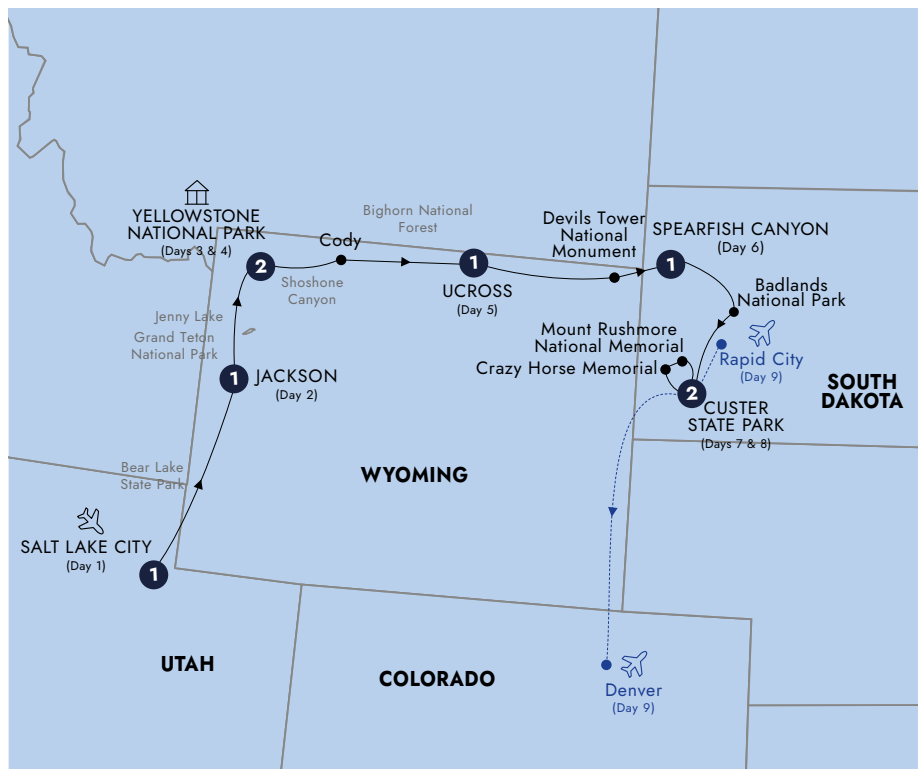 YELLOWSTONE
NATIONAL PARK
(Days 3 & 4)
2
Cody
Bighorn National
Forest
Shoshone
Canyon
1
UCROSS
(Day 5)
Devils Tower
National
Monument
SPEARFISH CANYON
(Day 6)
1
Badlands
National Park
Jenny Lake
Grand Teton
National Park
1
JACKSON
(Day 2)
Mount Rushmore
National Memorial
Crazy Horse Memorial
Rapid City
(Day 9)
2
CUSTER
STATE PARK
(Days 7 & 8)
SOUTH
DAKOTA
Bear Lake
State Park
WYOMING
SALT LAKE CITY
(Day 1)
1
UTAH
COLORADO
Denver
(Day 9)